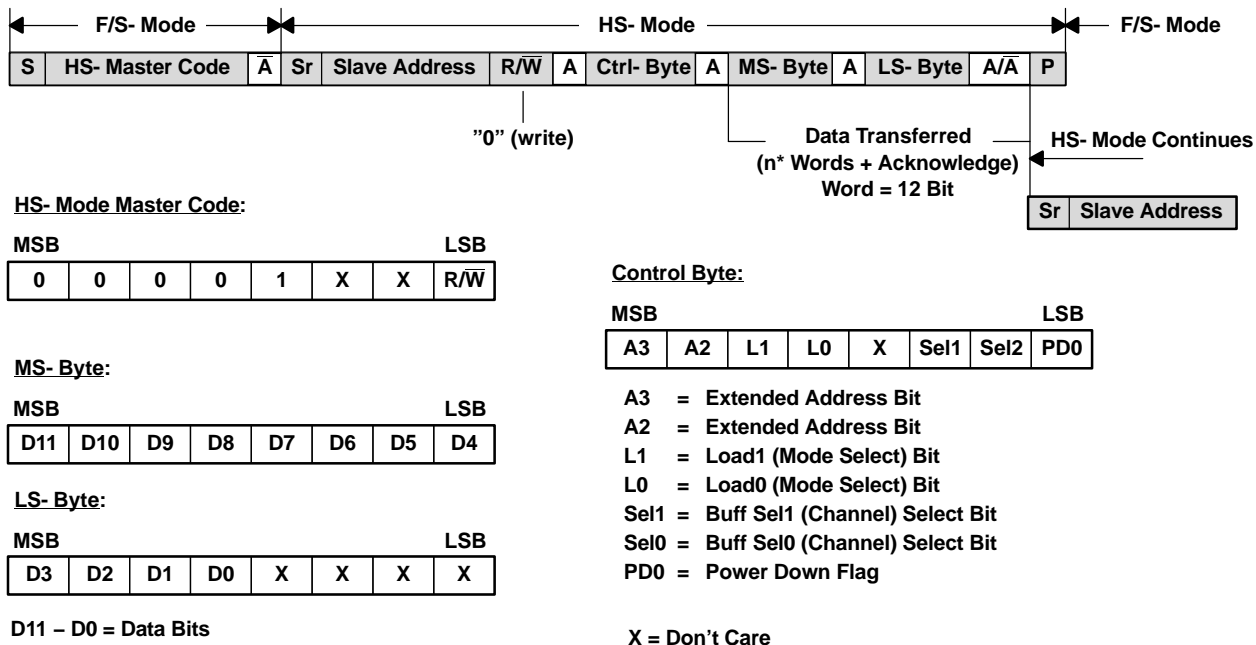 F/S- Mode HS- Mode F/S- Mode
S HS- Master Code A̅ Sr Slave Address R/W̅ A Ctrl- Byte A MS- Byte A LS- Byte A/A̅ P
”0” (write)
Data Transferred
(n* Words + Acknowledge)
Word = 12 Bit
HS- Mode Continues
Sr Slave Address
HS- Mode Master Code:
MSB LSB
0 0 0 0 1 X X R/W̅
MS- Byte:
MSB LSB
D11 D10 D9 D8 D7 D6 D5 D4
LS- Byte:
MSB LSB
D3 D2 D1 D0 X X X X
D11 – D0 = Data Bits
Control Byte:
MSB LSB
A3 A2 L1 L0 X Sel1 Sel2 PD0
A3 = Extended Address Bit
A2 = Extended Address Bit
L1 = Load1 (Mode Select) Bit
L0 = Load0 (Mode Select) Bit
Sel1 = Buff Sel1 (Channel) Select Bit
Sel0 = Buff Sel0 (Channel) Select Bit
PD0 = Power Down Flag
X = Don’t Care